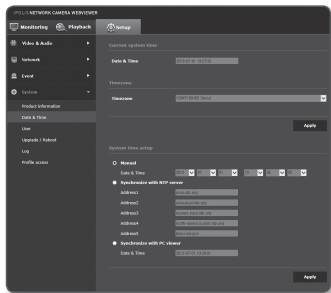 iPOLiS NETWORK CAMERA WEBVIEWER
Monitoring
Playback
Setup
Video & Audio
Network
Event
System
Product information
Date & Time
User
Upgrade / Reboot
Log
Profile access
Current system time
Date & Time
Timezone
Timezone
Apply
System time setup
Manual
Date & Time
Synchronize with NTP server
Address1
Address2
Address3
Address4
Address5
Synchronize with PC viewer
Date & Time
Apply